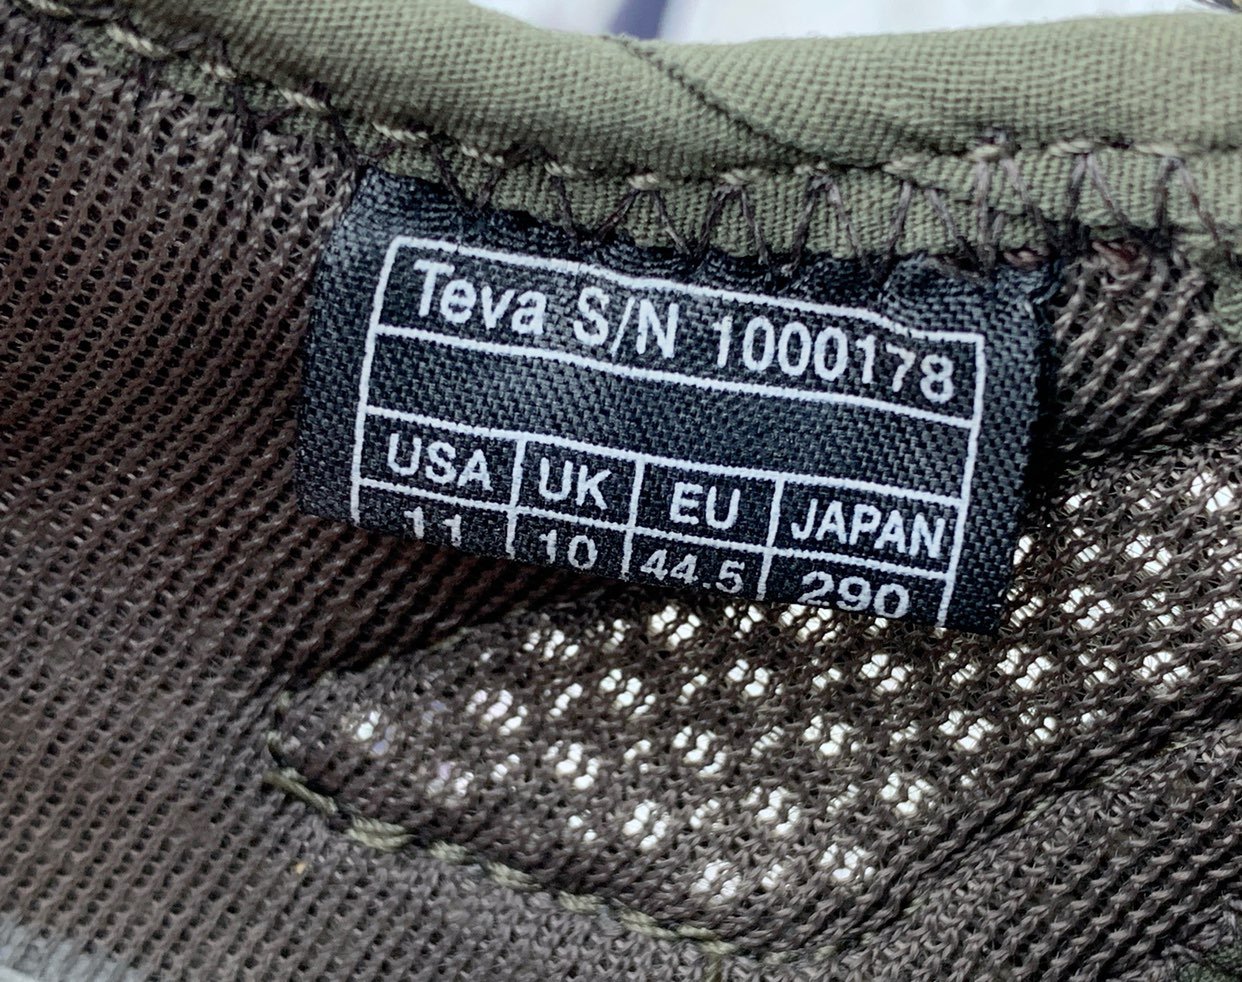 Teva S/N 1000178
USA UK EU JAPAN
11 10 44.5 290